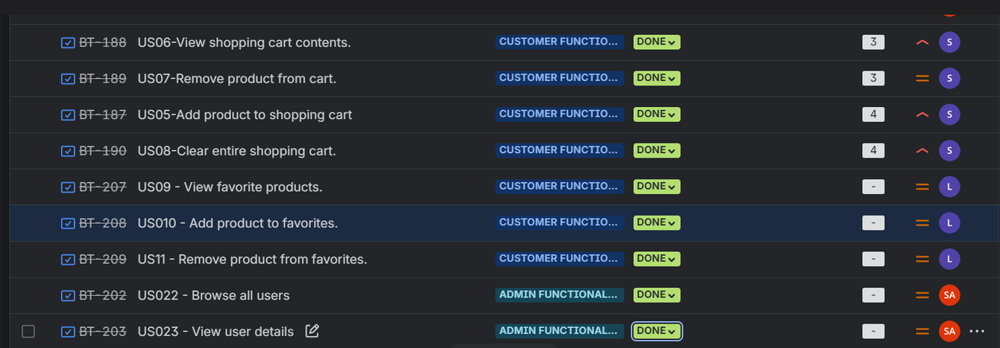 BT-188 US06-View shopping cart contents. CUSTOMER FUNCTIO... DONE 3 S
BT-189 US07-Remove product from cart. CUSTOMER FUNCTIO... DONE 3 S
BT-187 US05-Add product to shopping cart CUSTOMER FUNCTIO... DONE 4 S
BT-190 US08-Clear entire shopping cart. CUSTOMER FUNCTIO... DONE 4 S
BT-207 US09 - View favorite products. CUSTOMER FUNCTIO... DONE - L
BT-208 US010 - Add product to favorites. CUSTOMER FUNCTIO... DONE - L
BT-209 US11 - Remove product from favorites. CUSTOMER FUNCTIO... DONE - L
BT-202 US022 - Browse all users ADMIN FUNCTIONAL... DONE - SA
BT-203 US023 - View user details ADMIN FUNCTIONAL... DONE - SA